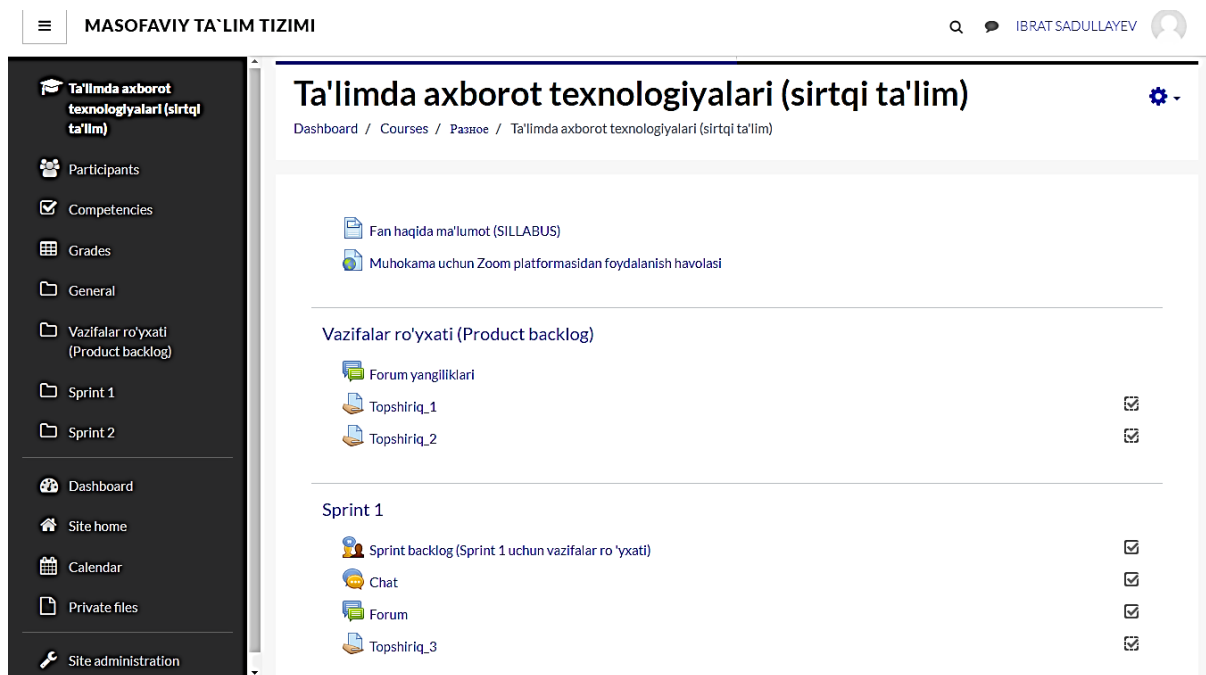 MASOFAVIY TA`LIM TIZIMI
IBRAT SADULLAYEV
Ta'limda axborot
texnologiyalari (sirtqi
ta'lim)
Participants
Competencies
Grades
General
Vazifalar ro'yxati
(Product backlog)
Sprint 1
Sprint 2
Dashboard
Site home
Calendar
Private files
Site administration
Ta'limda axborot texnologiyalari (sirtqi ta'lim)
Dashboard / Courses / Разное / Ta'limda axborot texnologiyalari (sirtqi ta'lim)
Fan haqida ma'lumot (SILLABUS)
Muhokama uchun Zoom platformasidan foydalanish havolasi
Vazifalar ro'yxati (Product backlog)
Forum yangiliklari
Topshiriq_1
Topshiriq_2
Sprint 1
Sprint backlog (Sprint 1 uchun vazifalar ro 'yxati)
Chat
Forum
Topshiriq_3